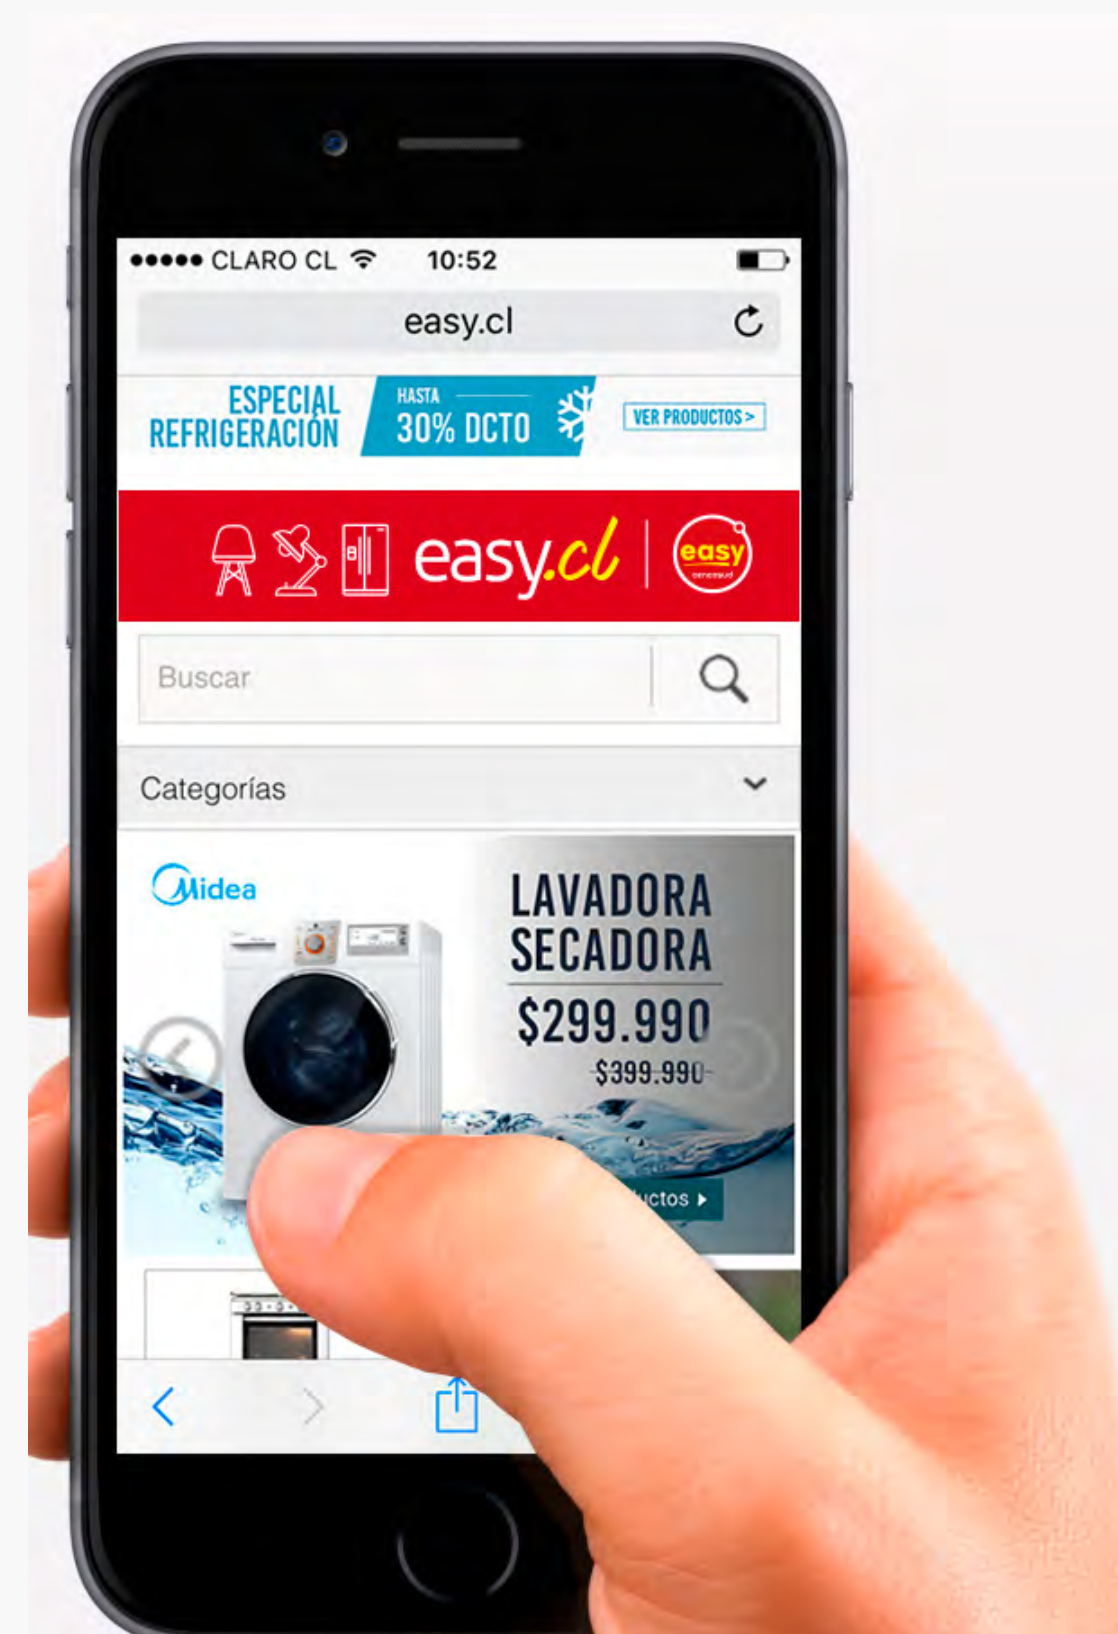 CLARO CL
10:52
easy.cl
ESPECIAL
REFRIGERACIÓN
HASTA
30% DCTO
VER PRODUCTOS >
easy.cl
easy
cencosud
Buscar
Categorías
Midea
LAVADORA
SECADORA
$299.990
$399.990